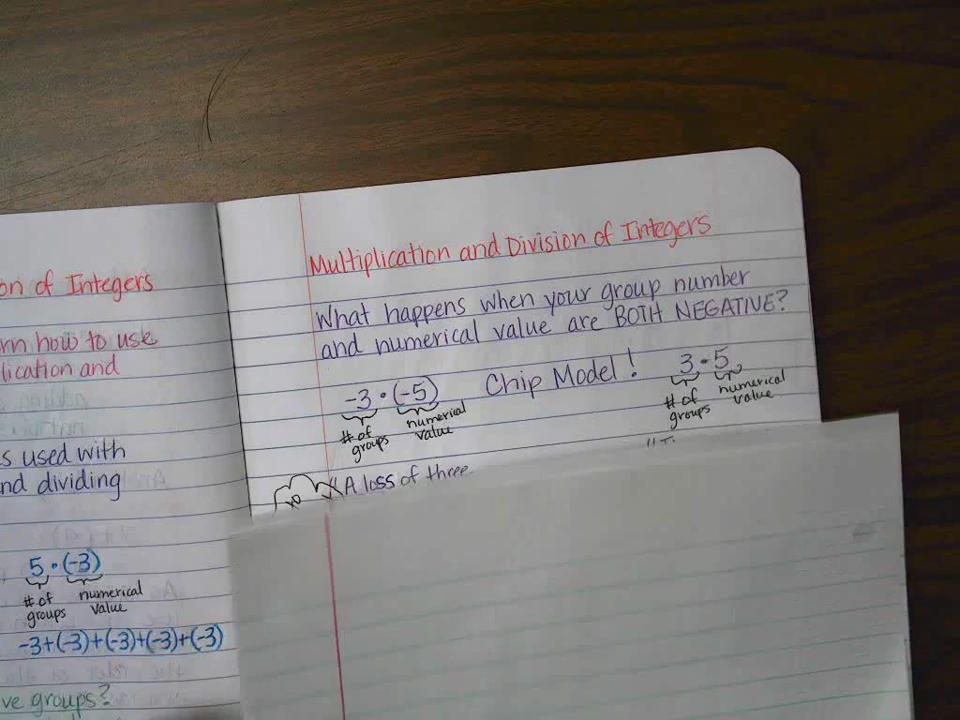 on of Integers
rn how to use
lication and
s used with
nd dividing
5 · (-3)
# of groups
numerical value
-3+(-3)+(-3)+(-3)+(-3)
ve groups?
Multiplication and Division of Integers
What happens when your group number
and numerical value are BOTH NEGATIVE?
-3 · (-5) Chip Model! 3 · 5
# of groups
numerical value
# of groups
numerical value
"A loss of three